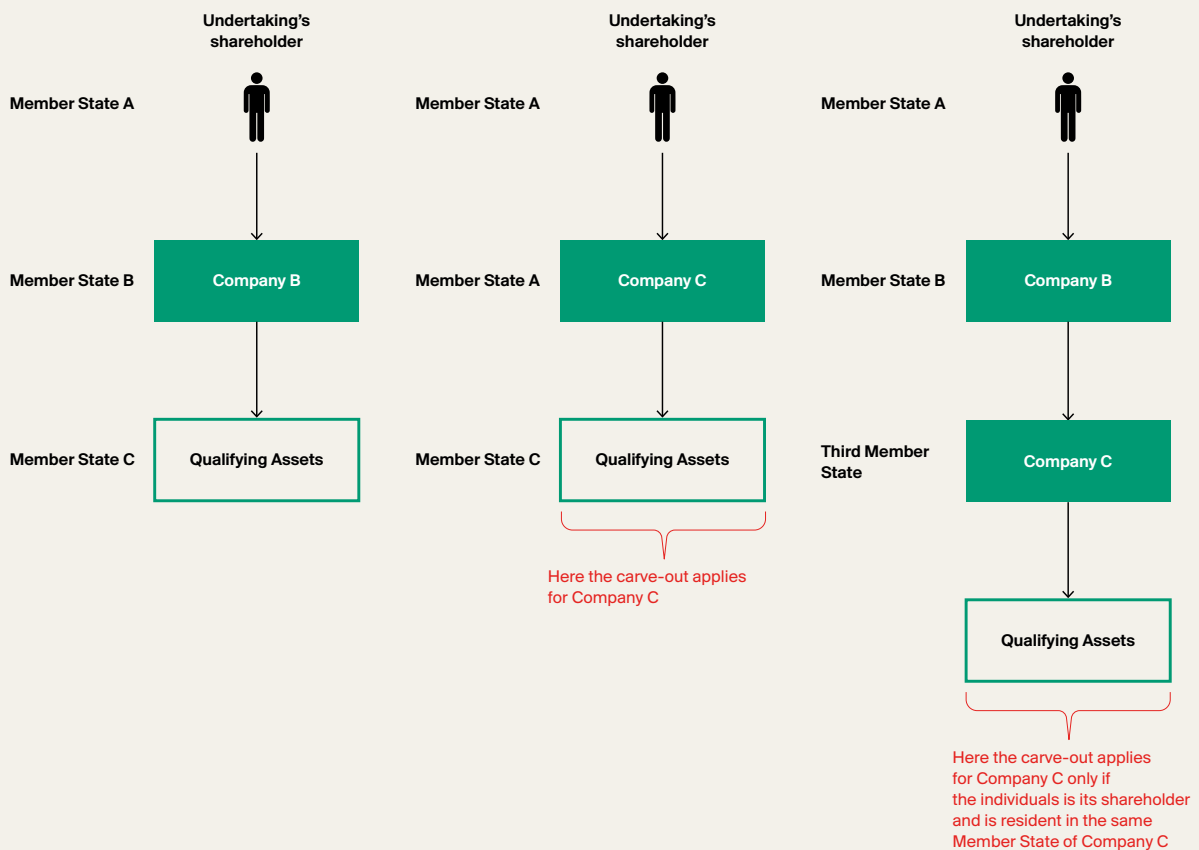 Undertaking's
shareholder
Member State A
Member State B
Company B
Member State C
Qualifying Assets
Undertaking's
shareholder
Member State A
Member State A
Company C
Member State C
Qualifying Assets
Here the carve-out applies
for Company C
Undertaking's
shareholder
Member State A
Member State B
Company B
Third Member
State
Company C
Qualifying Assets
Here the carve-out applies
for Company C only if
the individuals is its shareholder
and is resident in the same
Member State of Company C